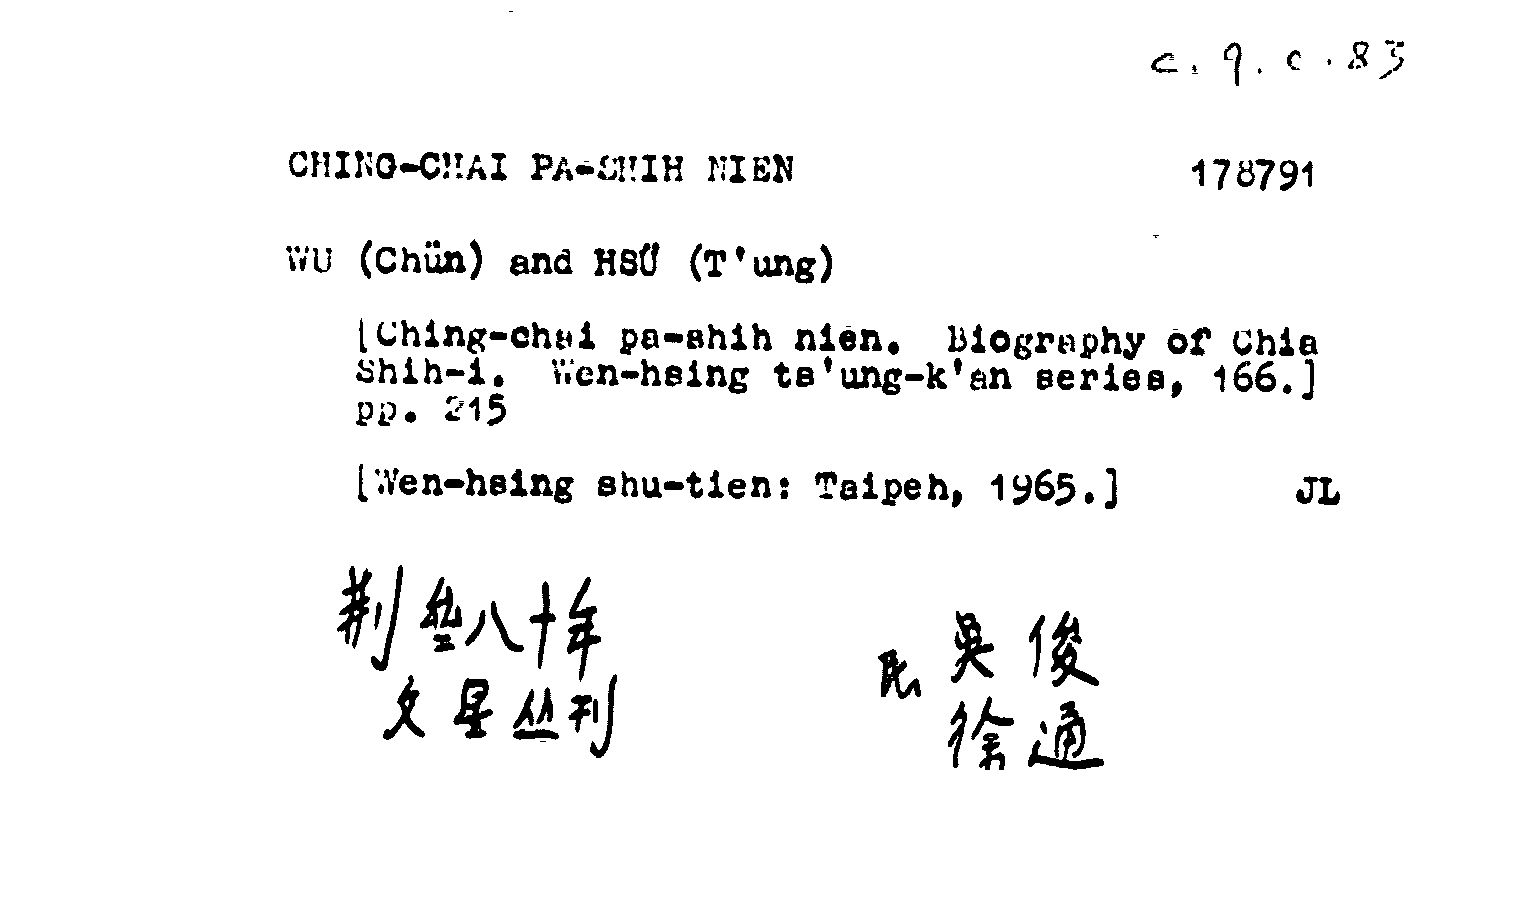 c. 9. c. 83
CHING-CHAI PA-SHIH NIEN 178791
WU (Chün) and HSÜ (T'ung)
[Ching-chai pa-shih nien. Biography of Chia
Shih-i. Wen-hsing ts'ung-k'an series, 166.]
pp. 215
[Wen-hsing shu-tien: Taipeh, 1965.] JL
荆 八十年
吴俊
文星丛刊
徐通